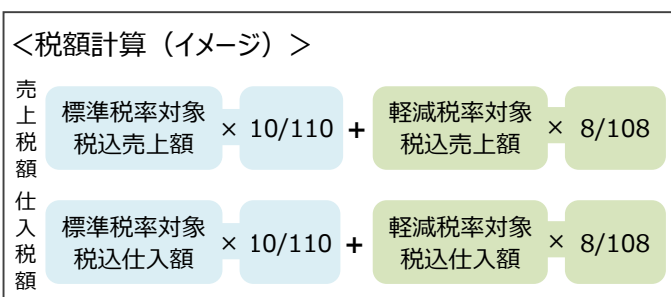 ＜税額計算（イメージ）＞
売上税額
標準税率対象
税込売上額
× 10/110 + 
軽減税率対象
税込売上額
× 8/108
仕入税額
標準税率対象
税込仕入額
× 10/110 + 
軽減税率対象
税込仕入額
× 8/108